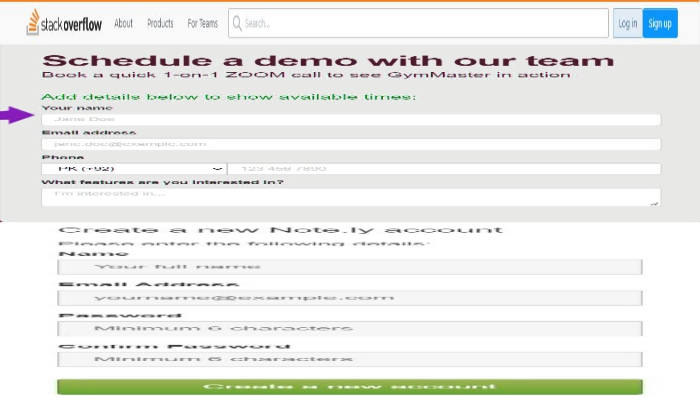 stackoverflow About Products For Teams Search... Log in Sign up
Schedule a demo with our team
Book a quick 1-on-1 ZOOM call to see GymMaster in action
Add details below to show available times:
Your name
Jane Doe
Email address
jane.doe@example.com
Phone
PK (+92) 123 456 7890
What features are you interested in?
I'm interested in...
Create a new Note.ly account
Please enter the following details:
Name
Your full name
Email Address
yourname@example.com
Password
Minimum 6 characters
Confirm Password
Minimum 6 characters
Create a new account